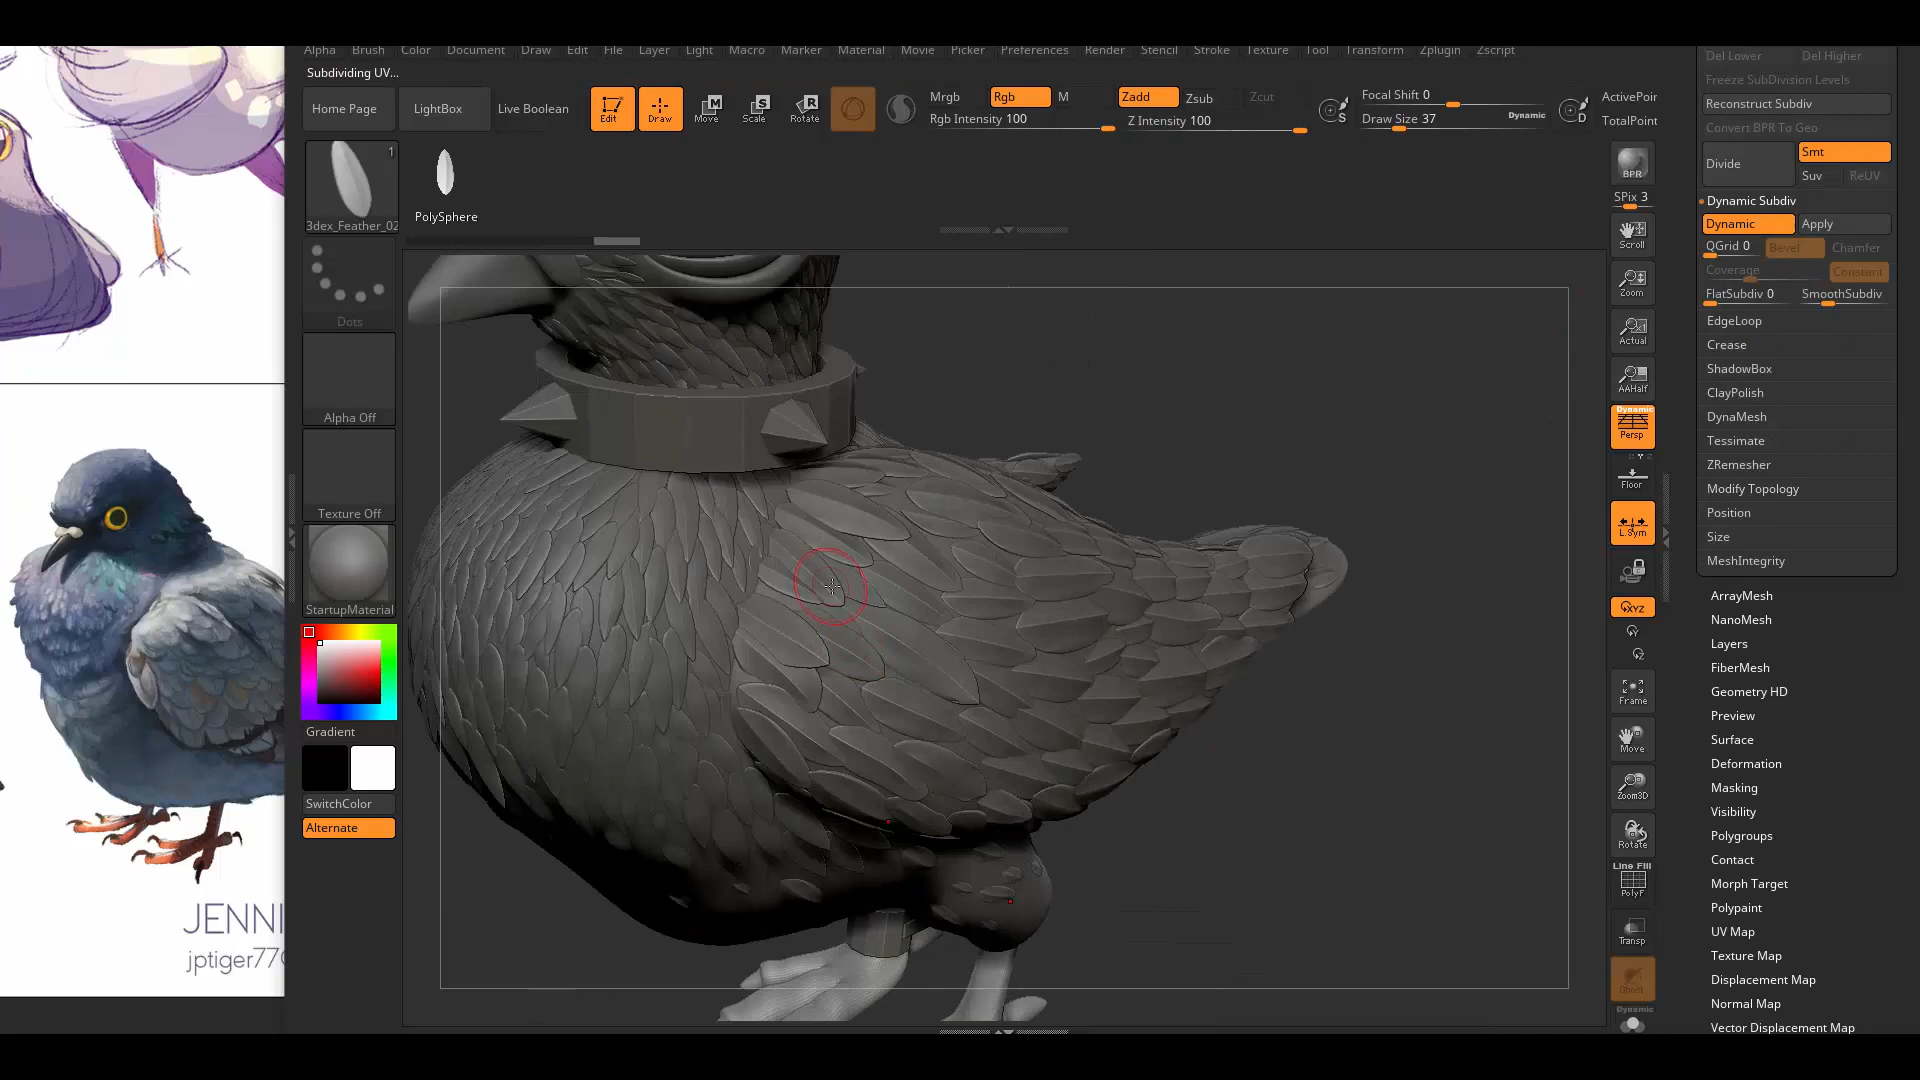 Alpha Brush Color Document Draw Edit File Layer Light Macro Marker Material Movie Picker Preferences Render Stencil Stroke Texture Tool Transform Zplugin Zscript
Subdividing UV...
Home Page
LightBox
Live Boolean
Edit
Draw
Move
Scale
Rotate
Mrgb
Rgb
M
Rgb Intensity 100
Zadd
Zsub
Zcut
Z Intensity 100
S
Focal Shift 0
Draw Size 37
Dynamic
D
ActivePoin
TotalPoint
1
3dex_Feather_02
PolySphere
Dots
Alpha Off
Texture Off
StartupMaterial
Gradient
SwitchColor
Alternate
BPR
SPix 3
Scroll
Zoom
Actual
AAHalf
Dynamic
Persp
Floor
L.Sym
XYZ
Frame
Move
Zoom3D
Rotate
Line Fill
PolyF
Transp
Ghost
Dynamic
Del Lower
Del Higher
Freeze SubDivision Levels
Reconstruct Subdiv
Convert BPR To Geo
Divide
Smt
Suv
ReUV
Dynamic Subdiv
Dynamic
Apply
QGrid 0
Bevel
Chamfer
Coverage
Constant
FlatSubdiv 0
SmoothSubdiv
EdgeLoop
Crease
ShadowBox
ClayPolish
DynaMesh
Tessimate
ZRemesher
Modify Topology
Position
Size
MeshIntegrity
ArrayMesh
NanoMesh
Layers
FiberMesh
Geometry HD
Preview
Surface
Deformation
Masking
Visibility
Polygroups
Contact
Morph Target
Polypaint
UV Map
Texture Map
Displacement Map
Normal Map
Vector Displacement Map
JENNI
jptiger77